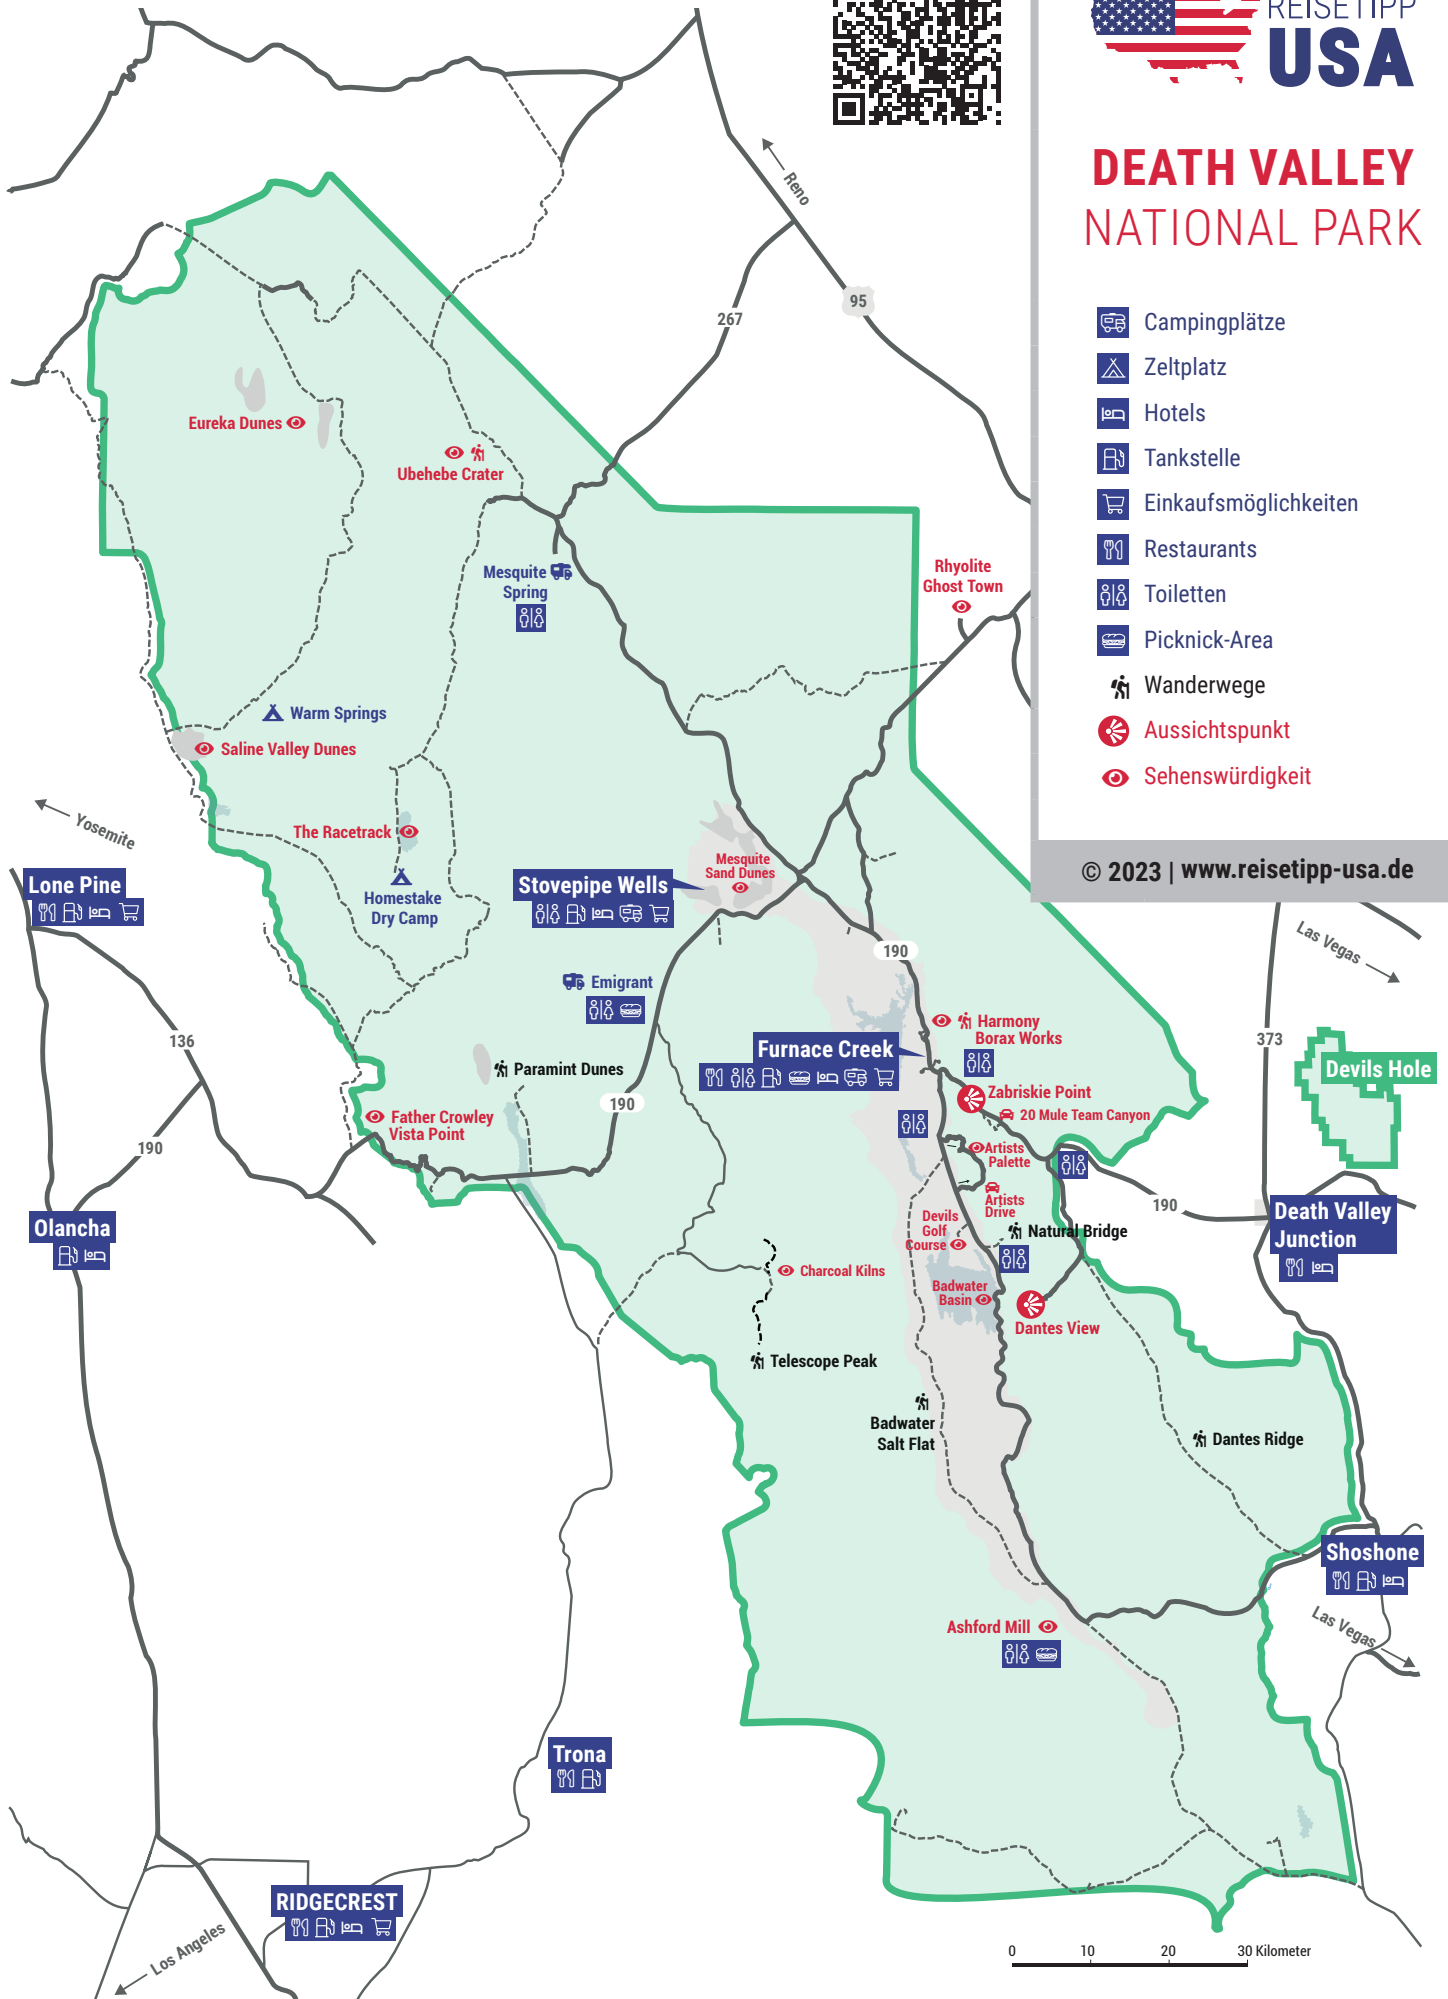 REISETIPP
USA
DEATH VALLEY
NATIONAL PARK
Campingplätze
Zeltplatz
Hotels
Tankstelle
Einkaufsmöglichkeiten
Restaurants
Toiletten
Picknick-Area
Wanderwege
Aussichtspunkt
Sehenswürdigkeit
© 2023 | www.reisetipp-usa.de
Reno
95
267
Eureka Dunes
Ubehebe Crater
Mesquite
Spring
Rhyolite
Ghost Town
Warm Springs
Saline Valley Dunes
Yosemite
The Racetrack
Mesquite
Sand Dunes
Lone Pine
Stovepipe Wells
Homestake
Dry Camp
190
Las Vegas
Emigrant
136
Harmony
Borax Works
373
Furnace Creek
Devils Hole
Paramint Dunes
Zabriskie Point
190
20 Mule Team Canyon
Father Crowley
Vista Point
190
Artists
Palette
Artists
Drive
190
Death Valley
Junction
Olancha
Devils
Golf
Course
Natural Bridge
Charcoal Kilns
Badwater
Basin
Dantes View
Telescope Peak
Badwater
Salt Flat
Dantes Ridge
Shoshone
Las Vegas
Ashford Mill
Trona
RIDGECREST
Los Angeles
0 10 20 30 Kilometer